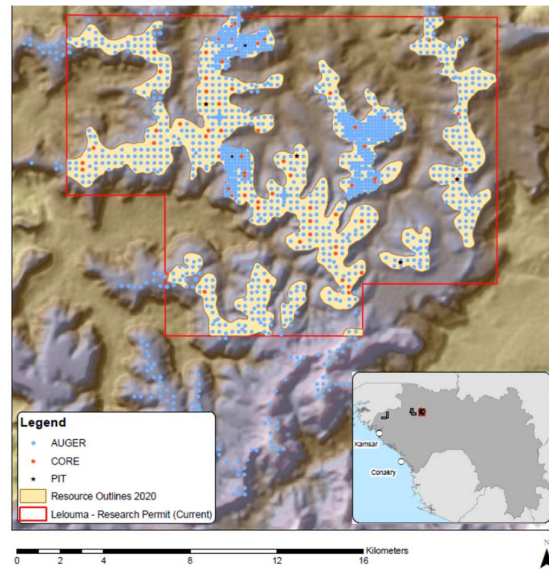 Legend
AUGER
CORE
PIT
Resource Outlines 2020
Lelouma - Research Permit (Current)
Kamsar
Conakry
Kilometers
0 2 4 8 12 16
N